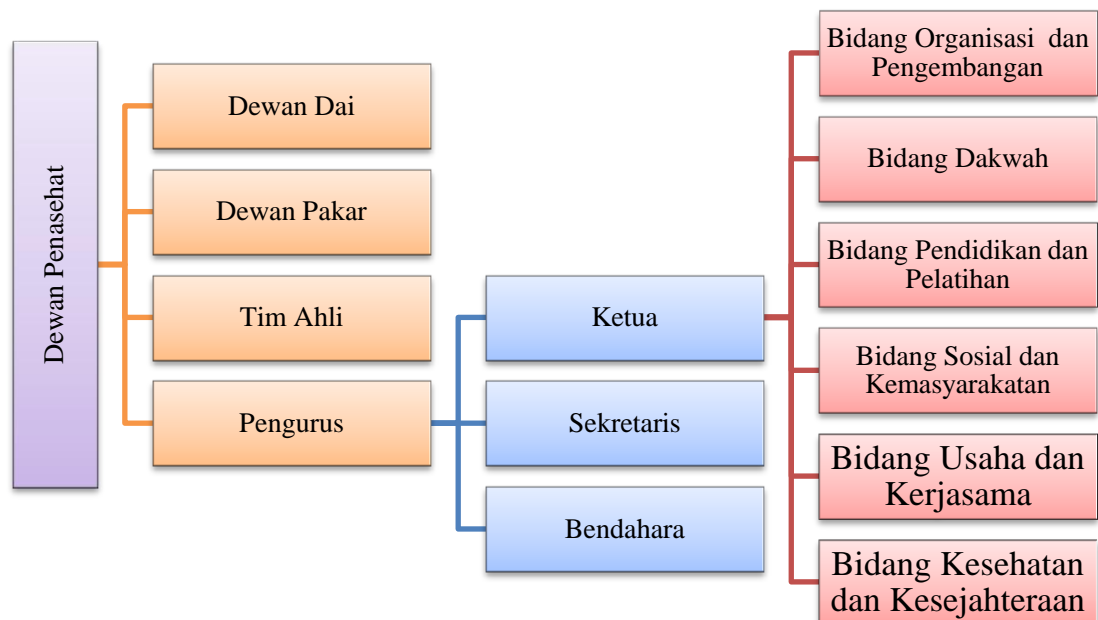 Dewan Penasehat
Dewan Dai
Dewan Pakar
Tim Ahli
Pengurus
Ketua
Sekretaris
Bendahara
Bidang Organisasi  dan
Pengembangan
Bidang Dakwah
Bidang Pendidikan dan
Pelatihan
Bidang Sosial dan
Kemasyarakatan
Bidang Usaha dan
Kerjasama
Bidang Kesehatan
dan Kesejahteraan